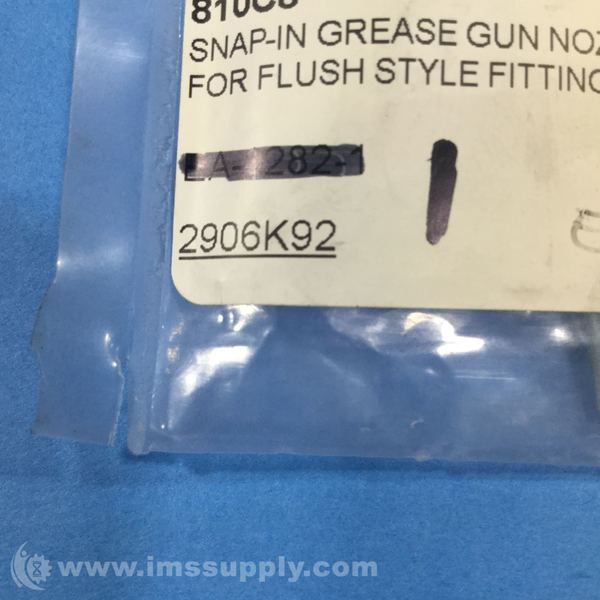 SNAP-IN GREASE GUN NOZ
FOR FLUSH STYLE FITTING
2906K92
www.imssupply.com